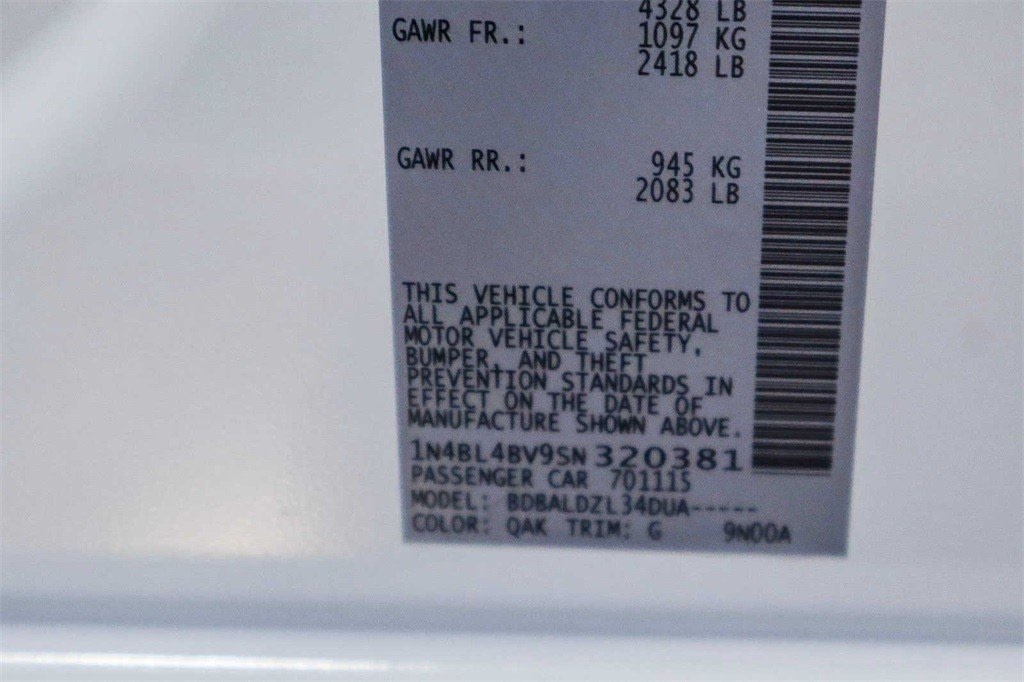 4328 LB
GAWR FR.: 1097 KG
2418 LB
GAWR RR.: 945 KG
2083 LB
THIS VEHICLE CONFORMS TO
ALL APPLICABLE FEDERAL
MOTOR VEHICLE SAFETY,
BUMPER, AND THEFT
PREVENTION STANDARDS IN
EFFECT ON THE DATE OF
MANUFACTURE SHOWN ABOVE.
1N4BL4BV9SN320381
PASSENGER CAR 701115
MODEL: BDBALDZL34DUA-----
COLOR: QAK TRIM: G 9N00A